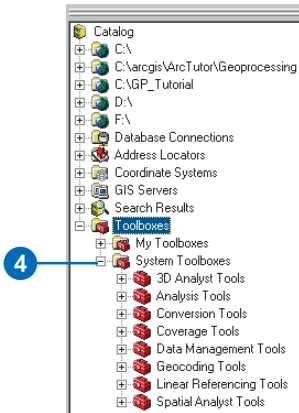 Catalog
C:\
C:\arcgis\ArcTutor\Geoprocessing
C:\GP_Tutorial
D:\
F:\
Database Connections
Address Locators
Coordinate Systems
GIS Servers
Search Results
Toolboxes
My Toolboxes
4 System Toolboxes
3D Analyst Tools
Analysis Tools
Conversion Tools
Coverage Tools
Data Management Tools
Geocoding Tools
Linear Referencing Tools
Spatial Analyst Tools